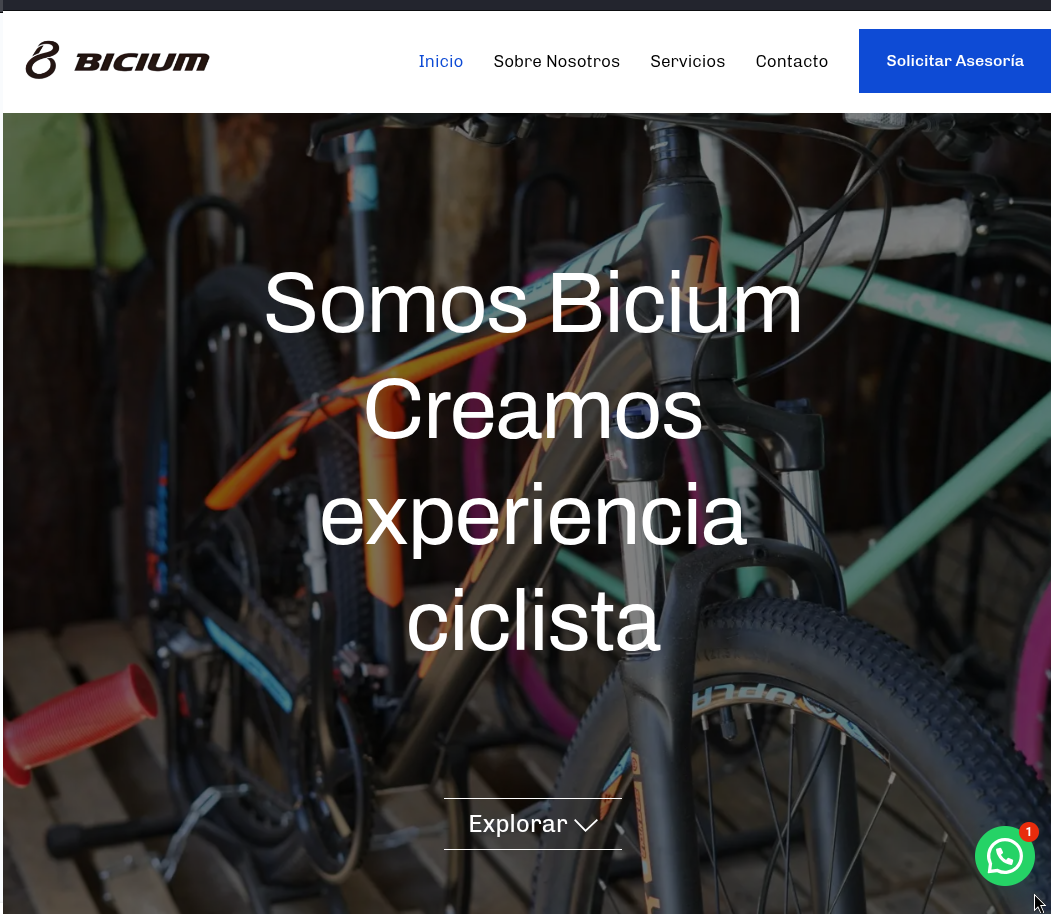 BICIUM
Inicio
Sobre Nosotros
Servicios
Contacto
Solicitar Asesoría
Somos Bicium
Creamos
experiencia
ciclista
Explorar
1